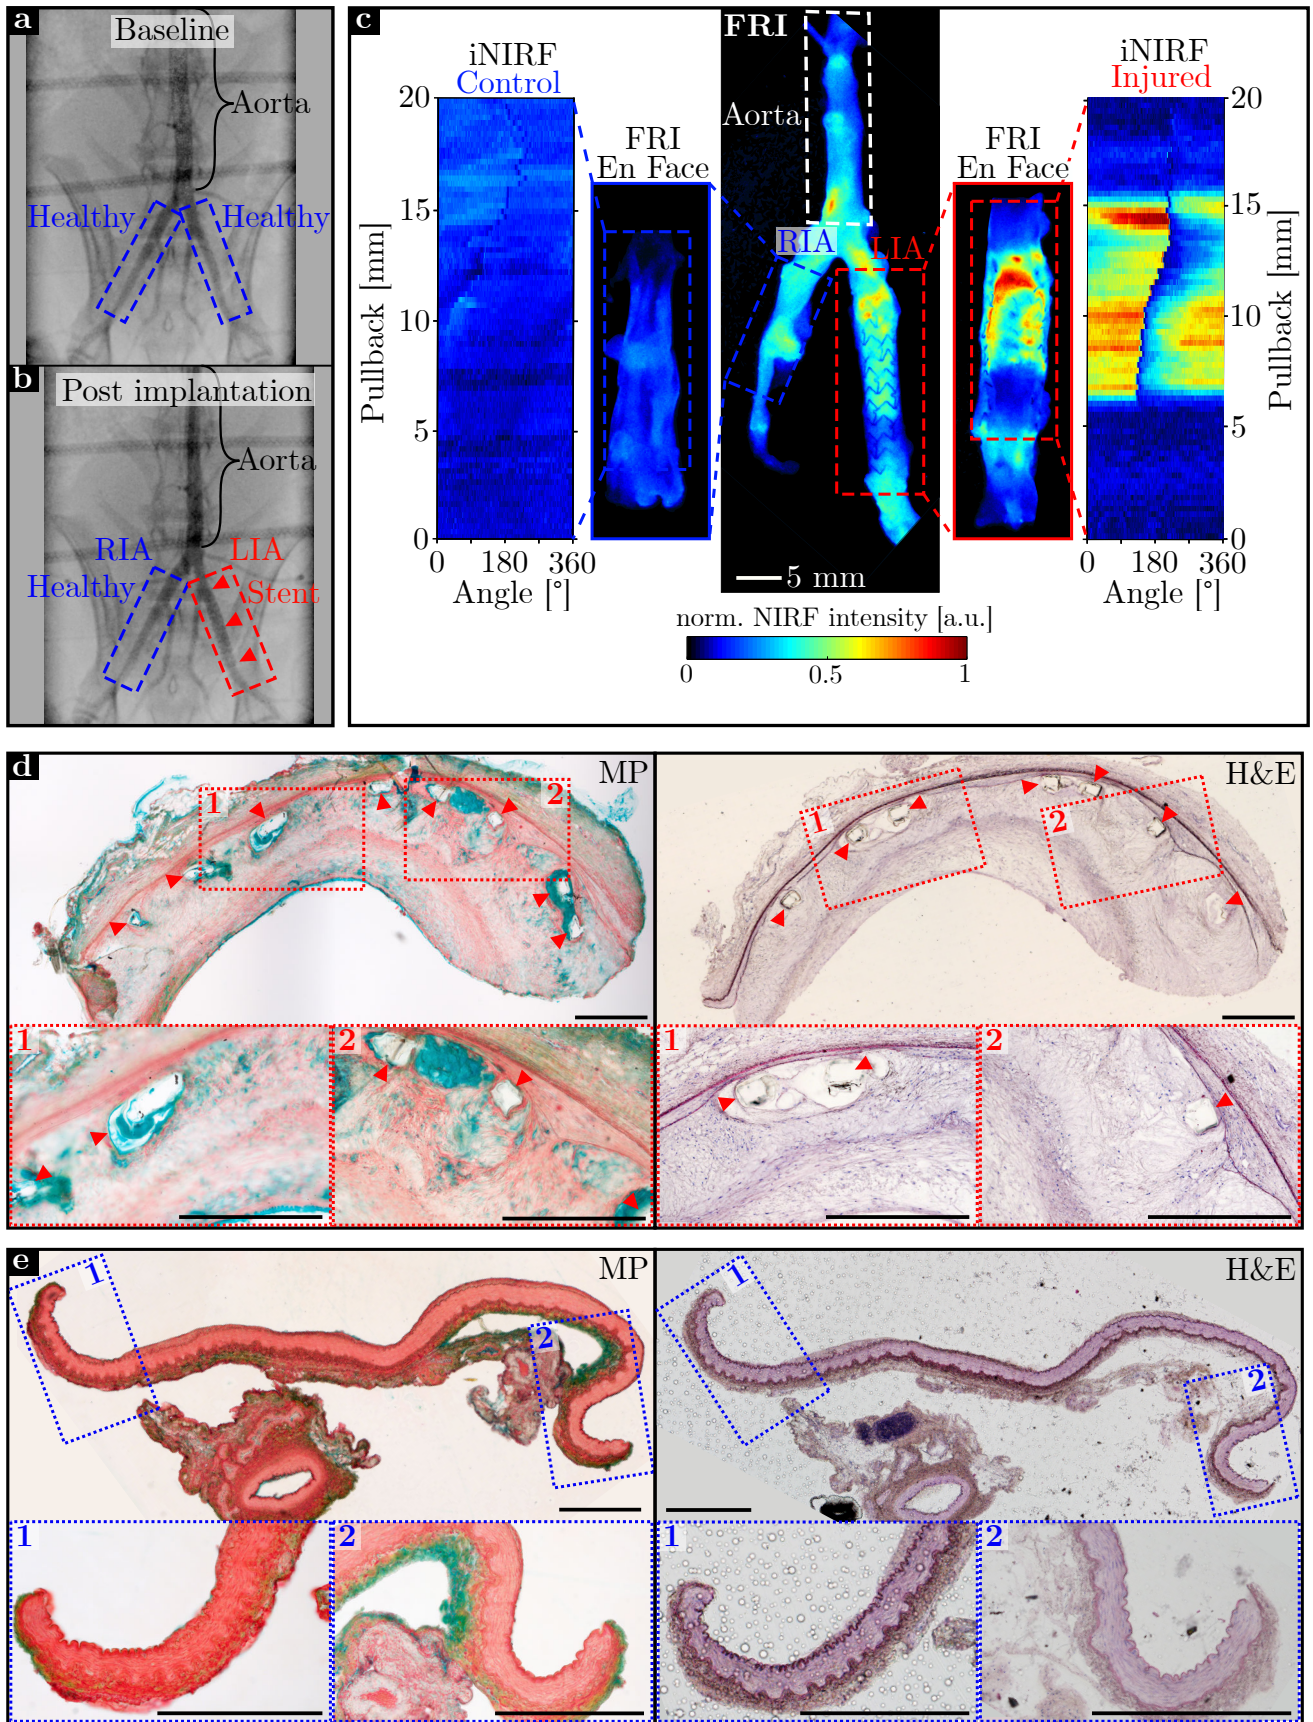 a
Baseline
Aorta
Healthy
Healthy
b
Post implantation
Aorta
RIA
LIA
Healthy
Stent
c
iNIRF
Control
20
15
10
5
0
Pullback [mm]
0
180
360
Angle [°]
FRI
En Face
FRI
Aorta
RIA
LIA
5 mm
FRI
En Face
iNIRF
Injured
20
15
10
5
0
Pullback [mm]
0
180
360
Angle [°]
norm. NIRF intensity [a.u.]
0
0.5
1
d
MP
1
2
1
2
H&E
1
2
1
2
e
MP
1
2
1
2
H&E
1
2
1
2